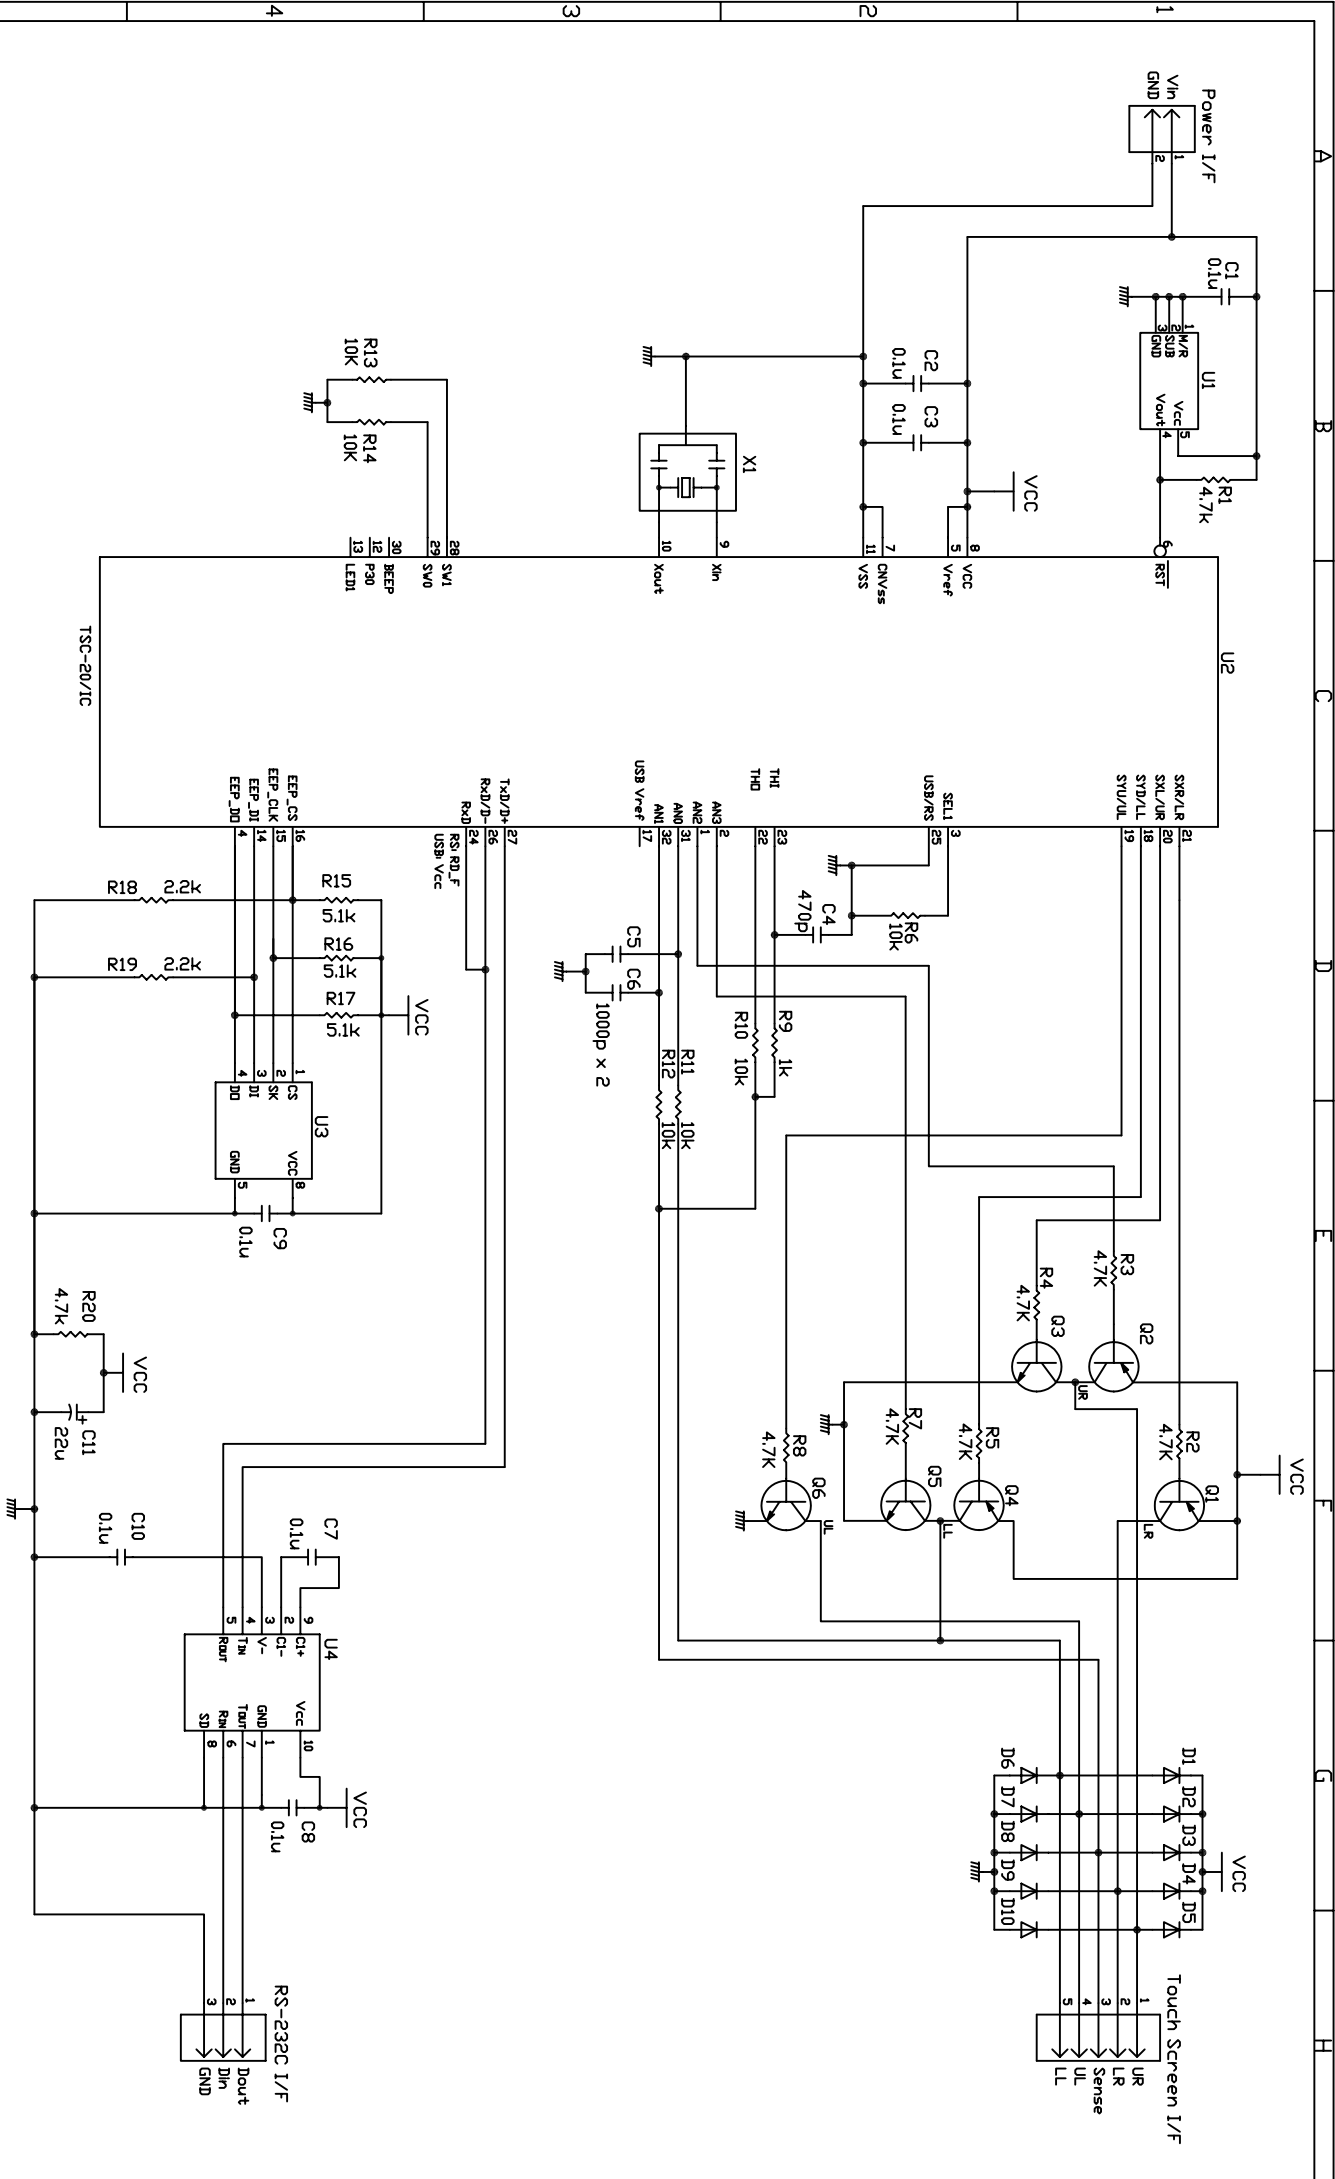 1
2
3
4
A
B
C
D
E
F
G
H
Power I/F
Vin
GND
1
2
C1
0.1u
1
2
3
M/R
SUB
GND
U1
Vcc
Vout
5
4
R1
4.7k
C2
0.1u
C3
0.1u
VCC
X1
R13
10K
R14
10K
6
8
5
7
11
9
10
28
29
30
12
13
RST
VCC
Vref
CNVss
VSS
Xin
Xout
SW1
SW0
BEEP
P30
LED1
U2
TSC-20/IC
SXR/LR
SXL/UR
SYD/LL
SYU/UL
SEL1
USB/RS
THI
THO
AN3
AN2
AN0
AN1
USB Vref
TxD/D+
RxD/D-
RxD
EEP_CS
EEP_CLK
EEP_DI
EEP_DO
21
20
18
19
3
25
23
22
2
1
31
32
17
27
26
24
16
15
14
4
RS: RD_F
USB: Vcc
C4
470p
R6
10k
C5
C6
1000p x 2
R9
1k
R10
10k
R11
10k
R12
10k
R15
5.1k
R16
5.1k
R17
5.1k
R18
2.2k
R19
2.2k
VCC
1
2
3
4
CS
SK
DI
DO
U3
VCC
GND
8
5
C9
0.1u
R3
4.7K
R4
4.7K
Q2
Q3
UR
R2
4.7K
R5
4.7K
R7
4.7K
R8
4.7K
VCC
Q1
LR
Q4
LL
Q5
Q6
UL
R20
4.7k
VCC
C11
+
22u
C10
0.1u
C7
0.1u
9
2
3
4
5
C1+
C1-
V-
TIN
ROUT
U4
Vcc
GND
TOUT
RIN
SD
10
1
7
6
8
VCC
C8
0.1u
D1
D2
D3
D4
D5
D6
D7
D8
D9
D10
VCC
Touch Screen I/F
1
2
3
4
5
UR
LR
Sense
UL
LL
RS-232C I/F
1
2
3
Dout
Din
GND